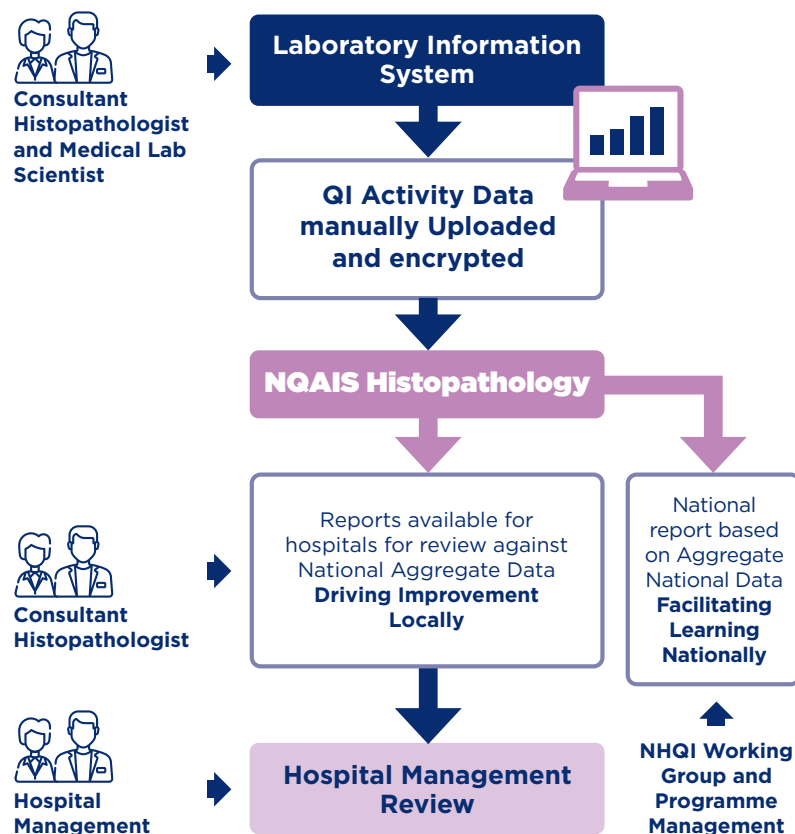 Laboratory Information
System
Consultant
Histopathologist
and Medical Lab
Scientist
QI Activity Data
manually Uploaded
and encrypted
NQAIS Histopathology
Reports available for
hospitals for review against
National Aggregate Data
Driving Improvement
Locally
National
report based
on Aggregate
National Data
Facilitating
Learning
Nationally
Consultant
Histopathologist
Hospital Management
Review
Hospital
Management
NHQI Working
Group and
Programme
Management